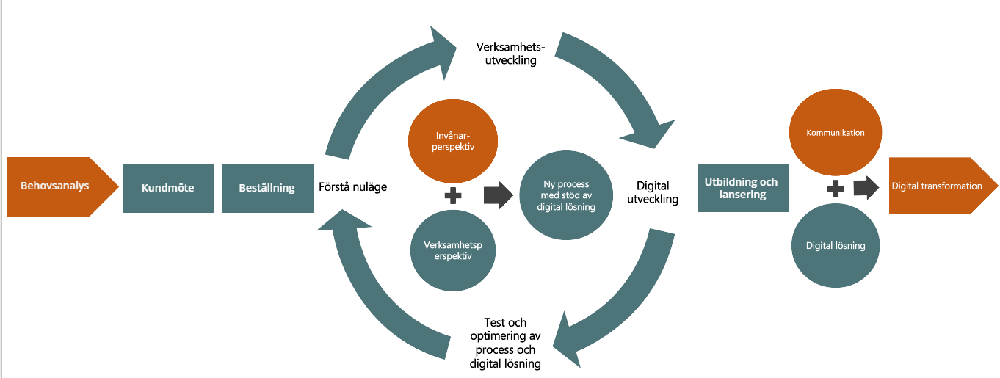 Behovsanalys
Kundmöte
Beställning
Förstå nuläge
Verksamhets-
utveckling
Invånar-
perspektiv
Verksamhetsp
erspektiv
Ny process
med stöd av
digital lösning
Digital
utveckling
Test och
optimering av
process och
digital lösning
Utbildning och
lansering
Kommunikation
Digital lösning
Digital transformation